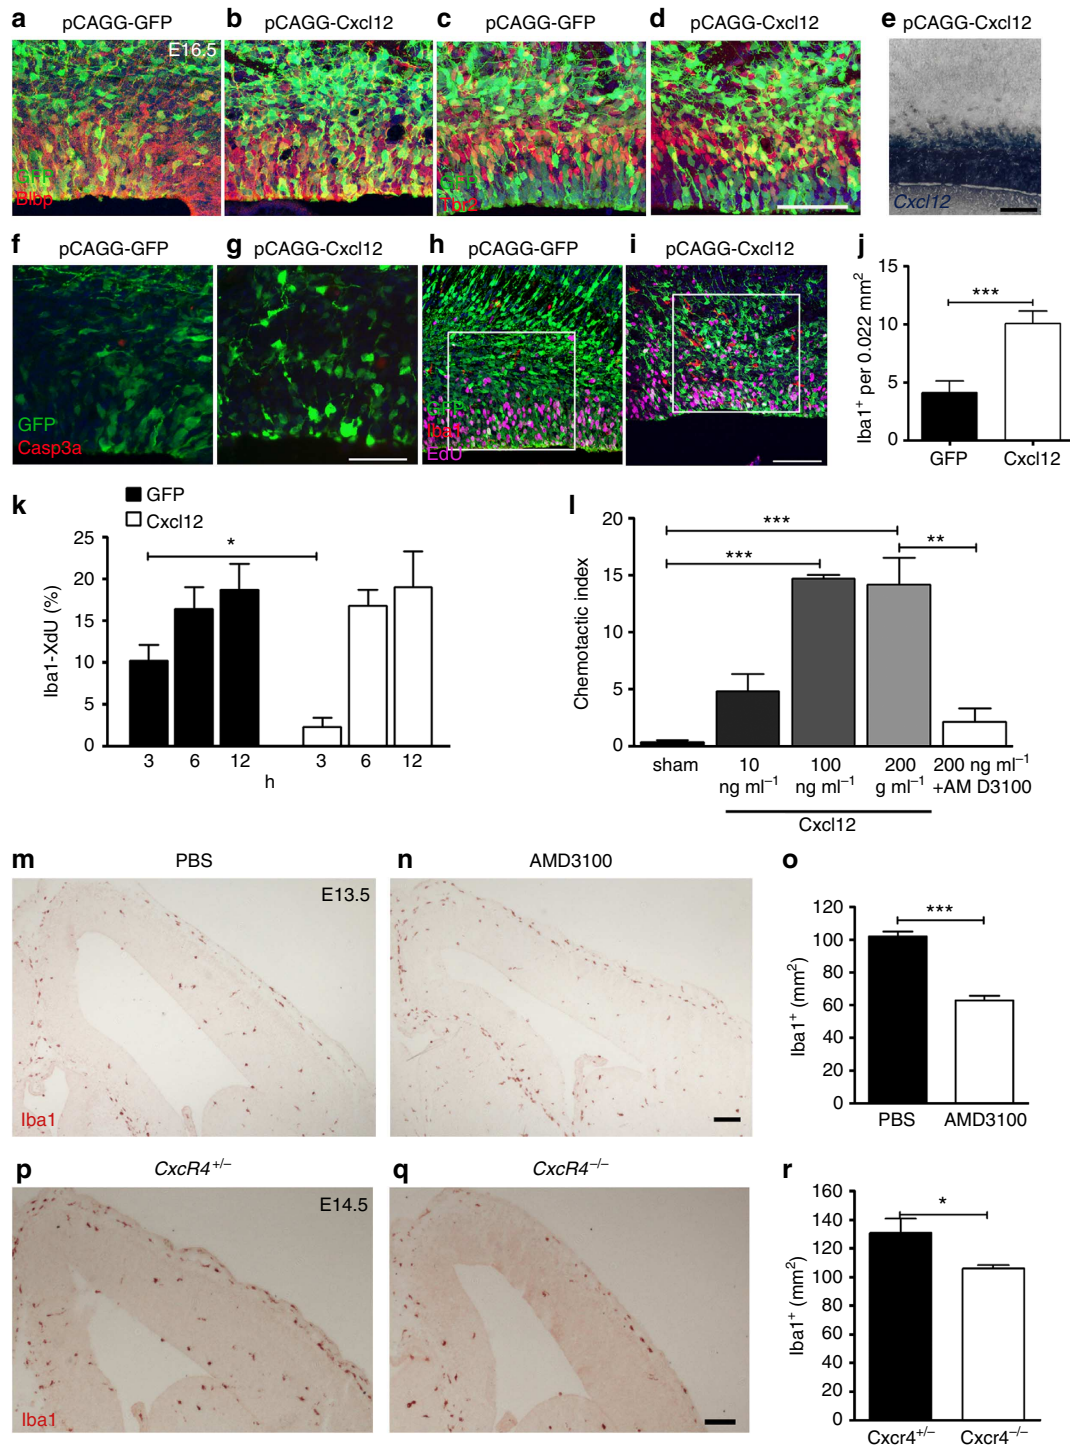 a pCAGG-GFP
b pCAGG-Cxcl12
c pCAGG-GFP
d pCAGG-Cxcl12
e pCAGG-Cxcl12
E16.5
GFP
Blbp
GFP
Tbr2
Cxcl12
f pCAGG-GFP
g pCAGG-Cxcl12
h pCAGG-GFP
i pCAGG-Cxcl12
j
GFP
Casp3a
GFP
Iba1
EdU
Iba1+ per 0.022 mm2
15
10
5
0
***
GFP
Cxcl12
k
GFP
Cxcl12
Iba1-XdU (%)
25
20
15
10
5
0
*
3 6 12 3 6 12
h
l
Chemotactic index
20
15
10
5
0
***
***
**
sham
10 ng ml–1
100 ng ml–1
200 g ml–1
200 ng ml–1 +AM D3100
Cxcl12
m PBS
E13.5
Iba1
n AMD3100
o
Iba1+ (mm2)
120
100
80
60
40
20
0
***
PBS AMD3100
p CxcR4+/–
E14.5
Iba1
q CxcR4–/–
r
Iba1+ (mm2)
160
140
120
100
80
60
40
20
0
*
Cxcr4+/– Cxcr4–/–